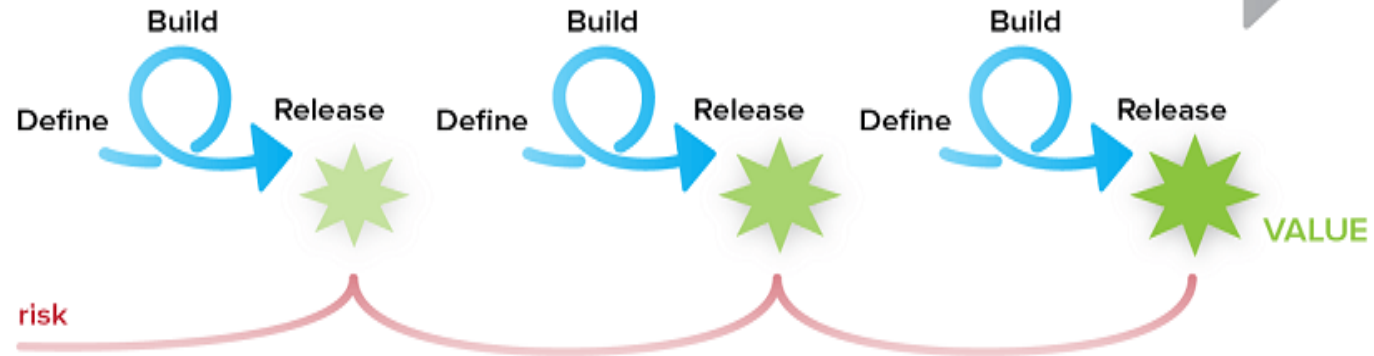 Build
Define
Release
Build
Define
Release
Build
Define
Release
VALUE
risk